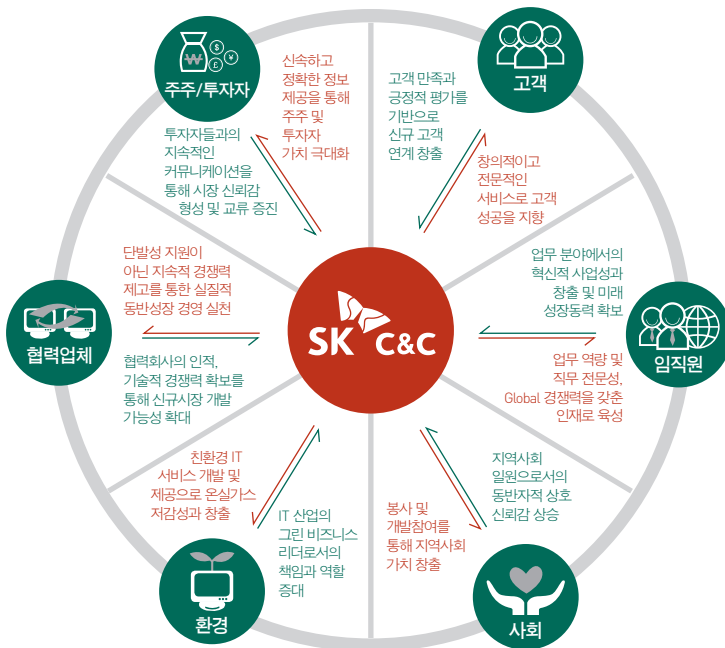 주주/투자자
신속하고
정확한 정보
제공을 통해
주주 및
투자자
가치 극대화
투자자들과의
지속적인
커뮤니케이션을
통해 시장 신뢰감
형성 및 교류 증진
고객
고객 만족과
긍정적 평가를
기반으로
신규 고객
연계 창출
창의적이고
전문적인
서비스로 고객
성공을 지향
협력업체
단발성 지원이
아닌 지속적 경쟁력
제고를 통한 실질적
동반성장 경영 실천
협력회사의 인적,
기술적 경쟁력 확보를
통해 신규시장 개발
가능성 확대
SK C&C
임직원
업무 분야에서의
혁신적 사업성과
창출 및 미래
성장동력 확보
업무 역량 및
직무 전문성,
Global 경쟁력을 갖춘
인재로 육성
환경
친환경 IT
서비스 개발 및
제공으로 온실가스
저감성과 창출
IT 산업의
그린 비즈니스
리더로서의
책임과 역할
증대
사회
봉사 및
개발참여를
통해 지역사회
가치 창출
지역사회
일원으로서의
동반자적 상호
신뢰감 상승
₩
$
¥
£